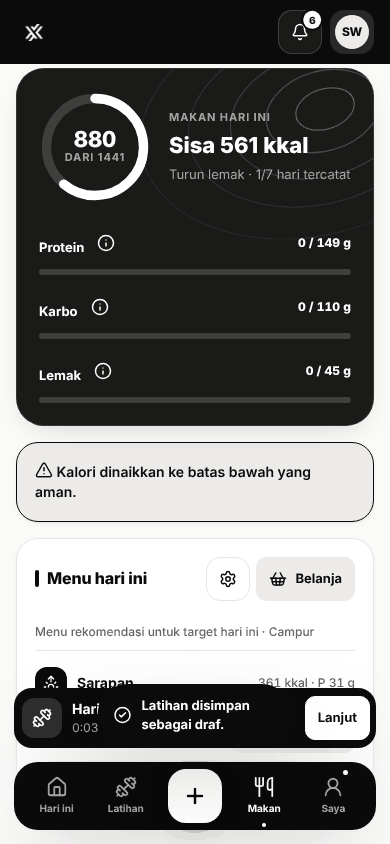 6
SW
880
DARI 1441
MAKAN HARI INI
Sisa 561 kkal
Turun lemak · 1/7 hari tercatat
Protein 0 / 149 g
Karbo 0 / 110 g
Lemak 0 / 45 g
Kalori dinaikkan ke batas bawah yang
aman.
Menu hari ini
Belanja
Menu rekomendasi untuk target hari ini · Campur
Sarapan 361 kkal · P 31 g
Hari
0:03
Latihan disimpan
sebagai draf.
Lanjut
Hari ini
Latihan
Makan
Saya